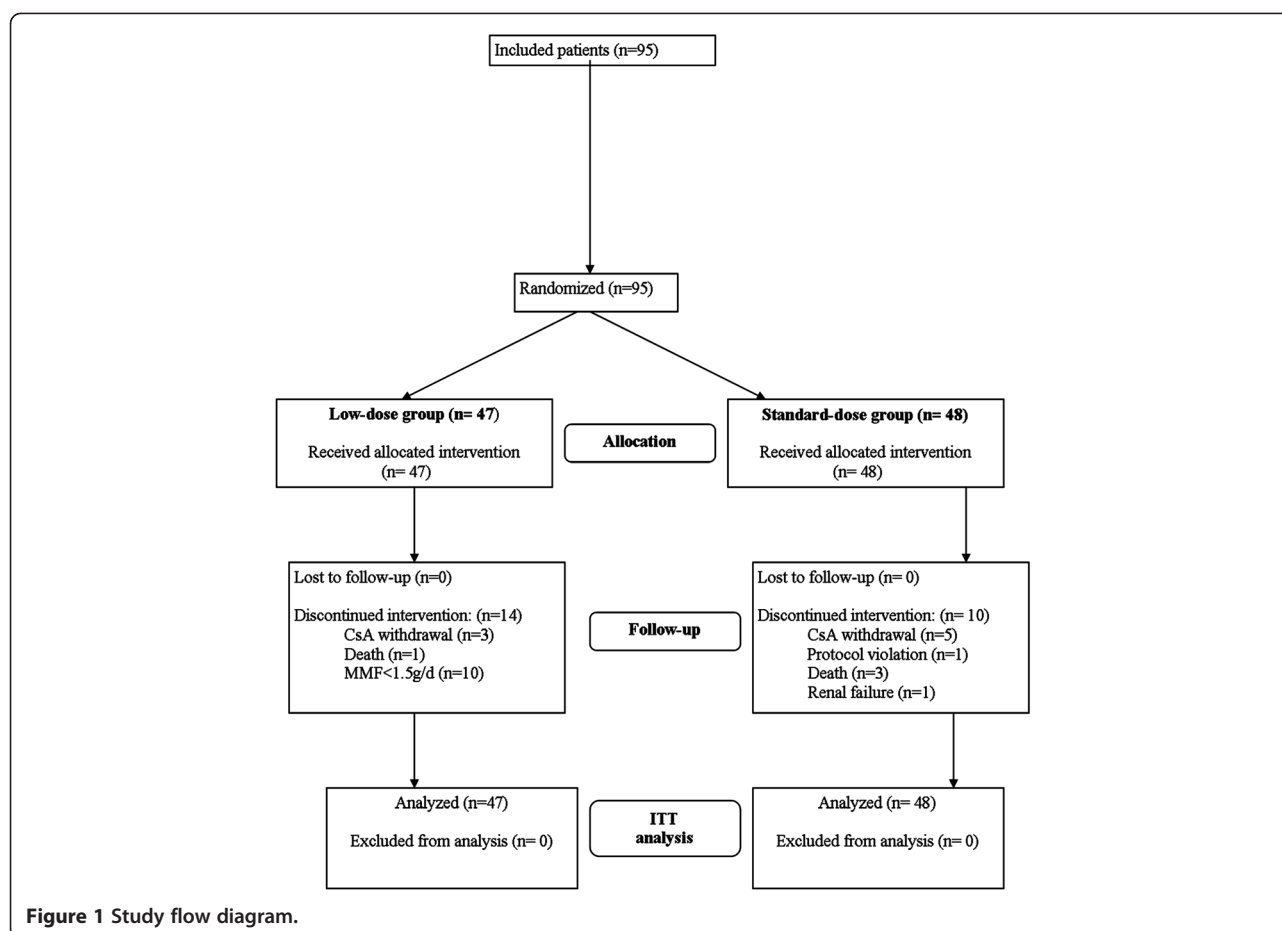 Included patients (n=95)
Randomized (n=95)
Low-dose group (n= 47)
Received allocated intervention
(n= 47)
Allocation
Standard-dose group (n= 48)
Received allocated intervention
(n= 48)
Lost to follow-up (n=0)
Discontinued intervention: (n=14)
CsA withdrawal (n=3)
Death (n=1)
MMF<1.5g/d (n=10)
Follow-up
Lost to follow-up (n= 0)
Discontinued intervention: (n= 10)
CsA withdrawal (n=5)
Protocol violation (n=1)
Death (n=3)
Renal failure (n=1)
Analyzed (n=47)
Excluded from analysis (n= 0)
ITT
analysis
Analyzed (n= 48)
Excluded from analysis (n= 0)
Figure 1 Study flow diagram.